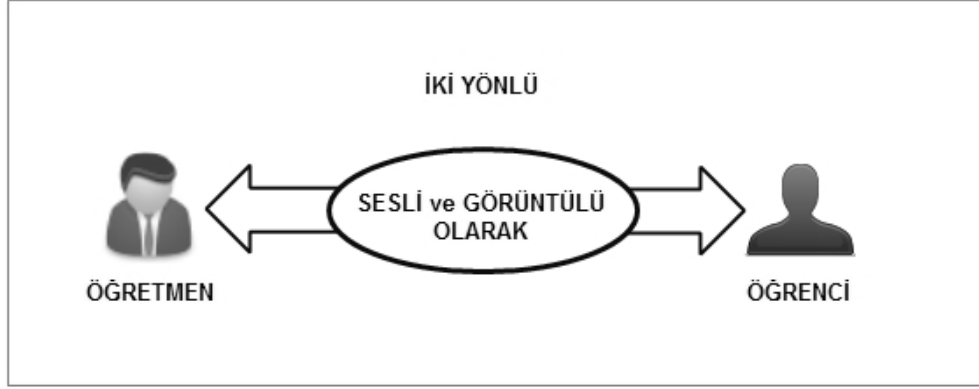 İKİ YÖNLÜ
SESLİ ve GÖRÜNTÜLÜ
OLARAK
ÖĞRETMEN
ÖĞRENCİ